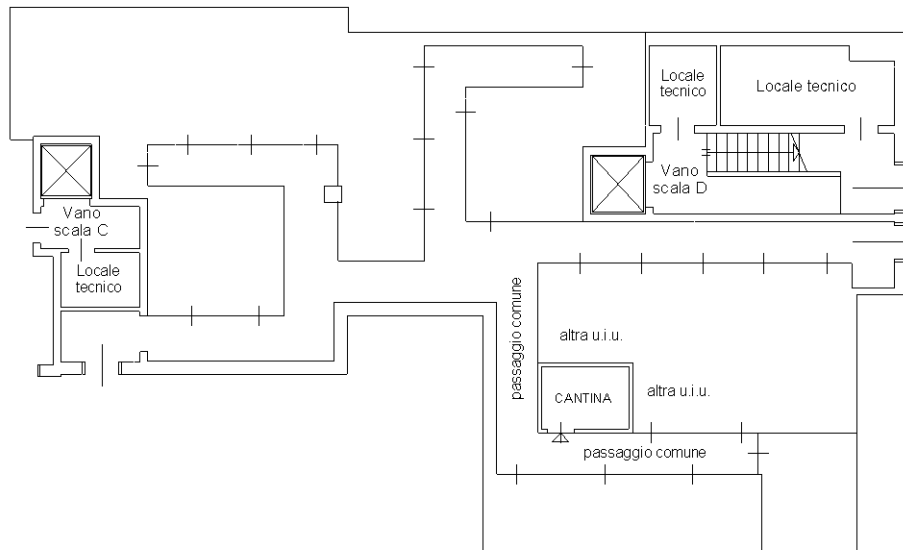 Locale
tecnico
Locale tecnico
Vano
scala D
Vano
scala C
Locale
tecnico
passaggio comune
altra u.i.u.
altra u.i.u.
CANTINA
passaggio comune